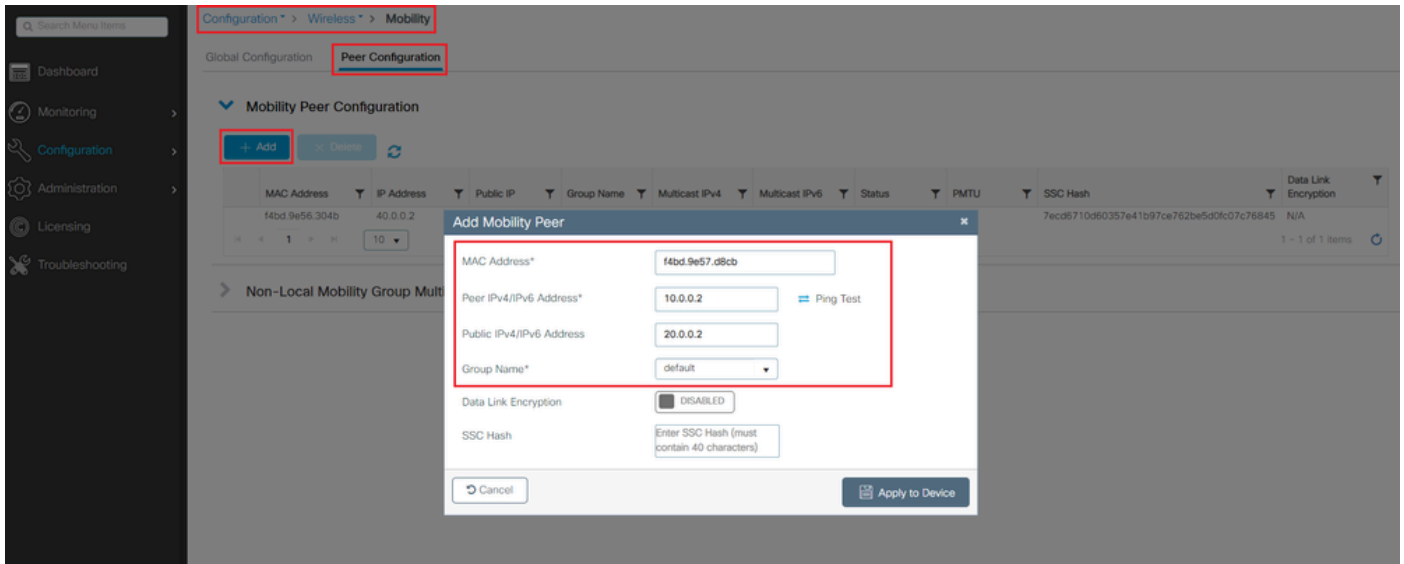 Search Menu Items
Configuration > Wireless > Mobility
Global Configuration Peer Configuration
Dashboard
Monitoring
Configuration
Administration
Licensing
Troubleshooting
Mobility Peer Configuration
+ Add × Delete
MAC Address IP Address Public IP Group Name Multicast IPv4 Multicast IPv6 Status PMTU SSC Hash Data Link Encryption
f4bd.9e56.304b 40.0.0.2 7ecd6710d60357e41b97ce762be5d0fc07c76845 N/A
1 10 1 - 1 of 1 items
Non-Local Mobility Group Multi
Add Mobility Peer ×
MAC Address* f4bd.9e57.d8cb
Peer IPv4/IPv6 Address* 10.0.0.2 Ping Test
Public IPv4/IPv6 Address 20.0.0.2
Group Name* default
Data Link Encryption DISABLED
SSC Hash Enter SSC Hash (must
contain 40 characters)
Cancel Apply to Device